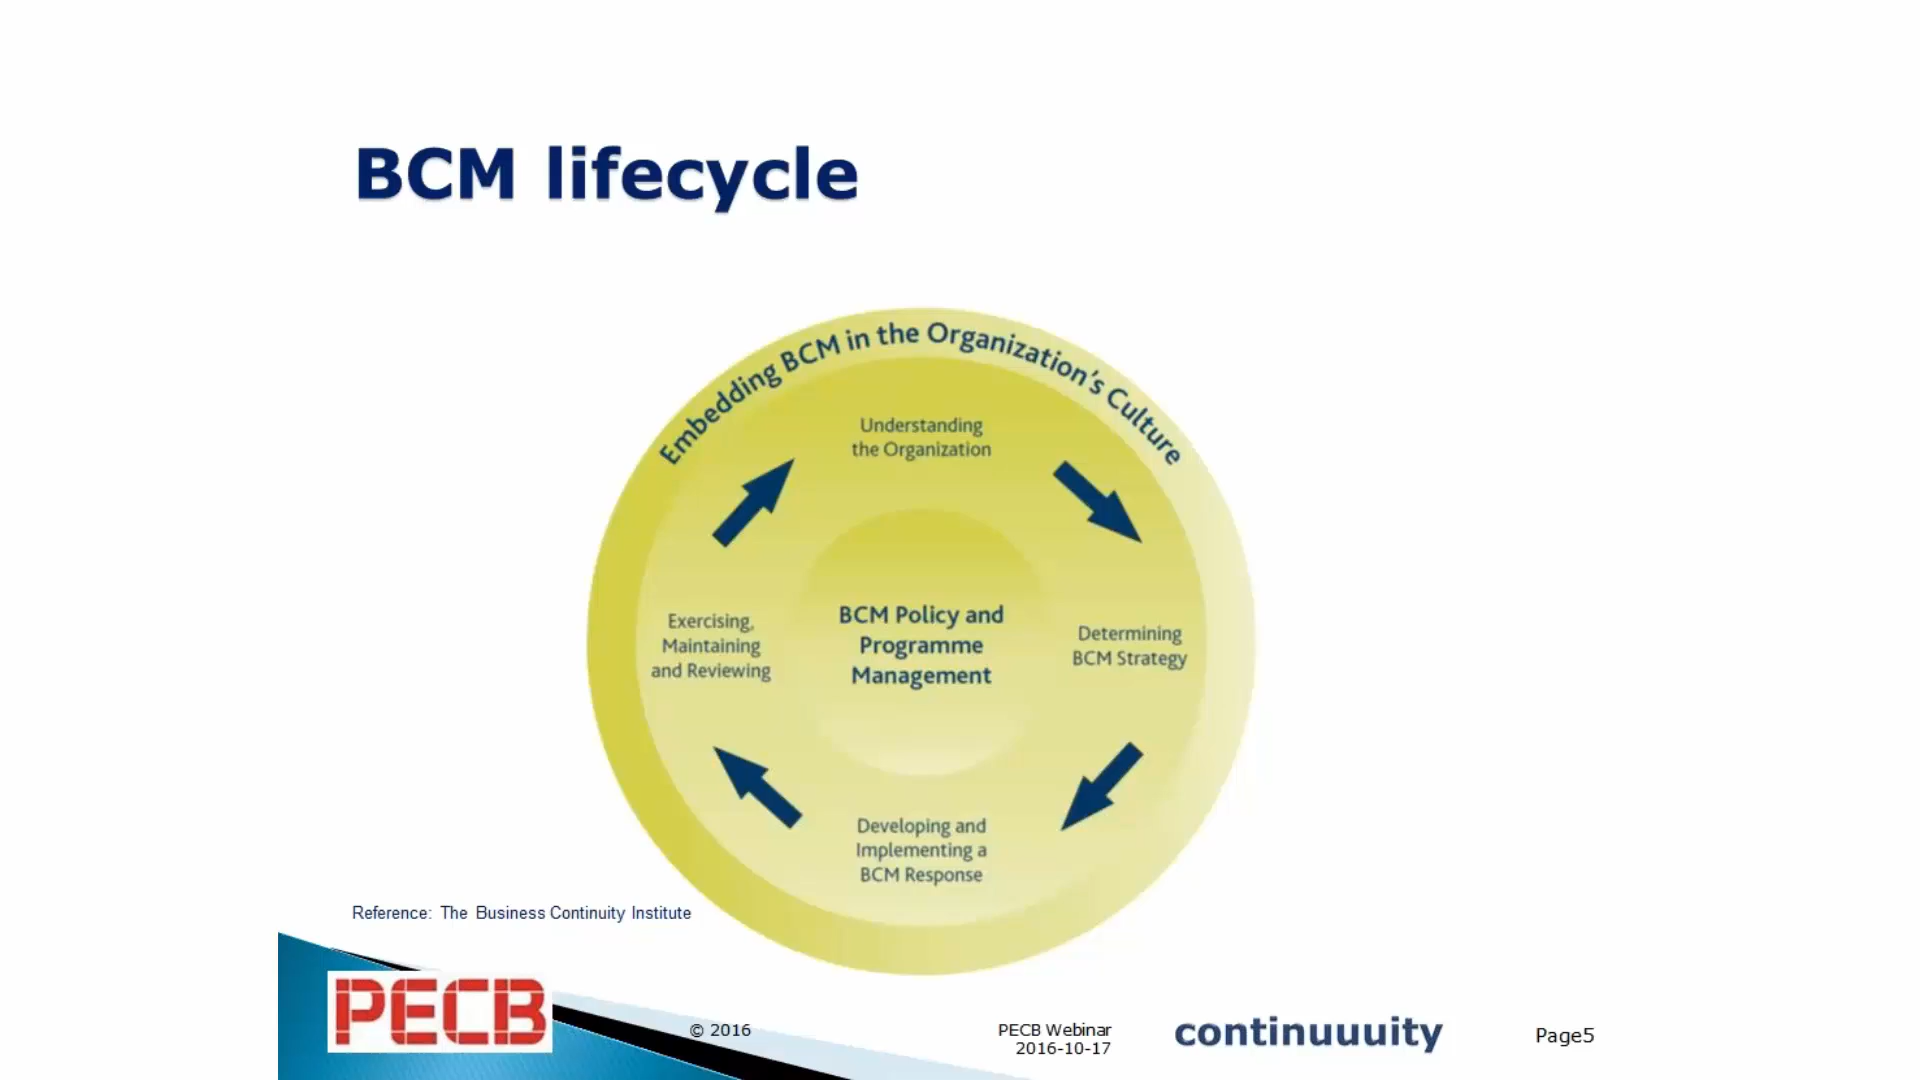 BCM lifecycle
Embedding BCM in the Organization's Culture
Understanding
the Organization
Determining
BCM Strategy
Developing and
Implementing a
BCM Response
Exercising,
Maintaining
and Reviewing
BCM Policy and
Programme
Management
Reference: The Business Continuity Institute
PECB
© 2016
PECB Webinar
2016-10-17
continuuuity
Page5